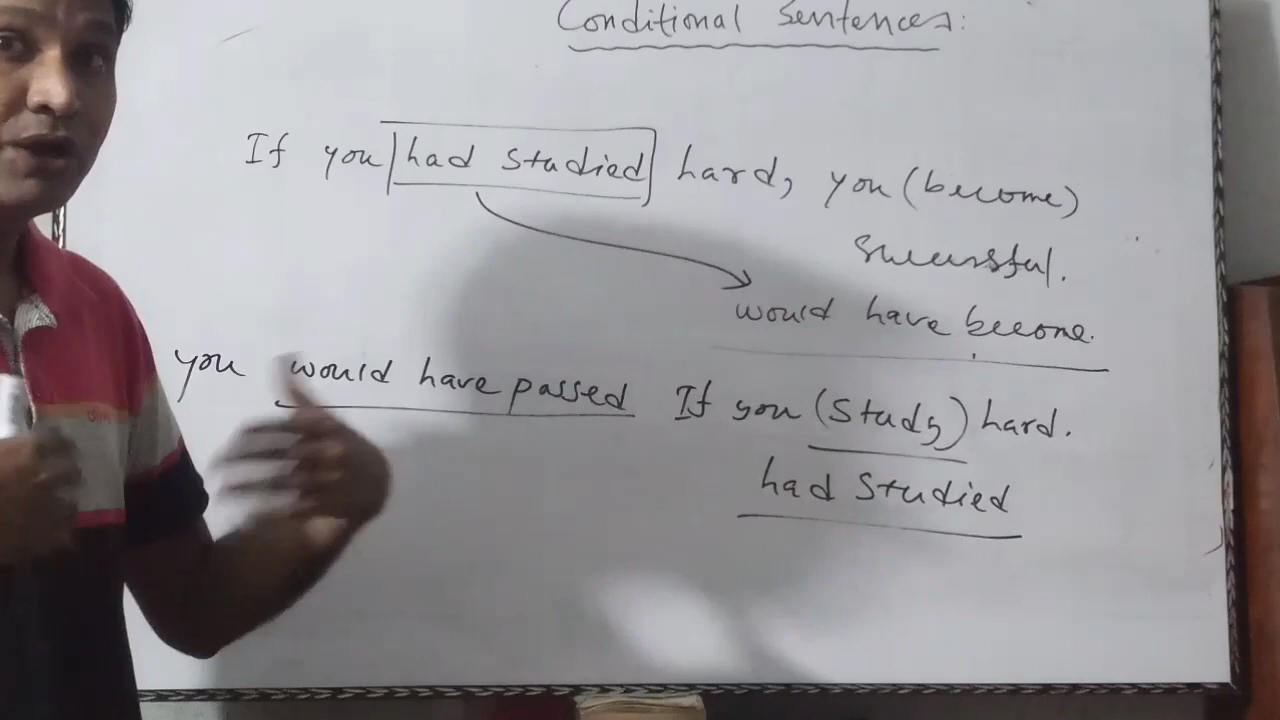 Conditional Sentences:
If you had studied hard, you (become)
successful.
would have become.
you would have passed If you (Study) hard.
had Studied